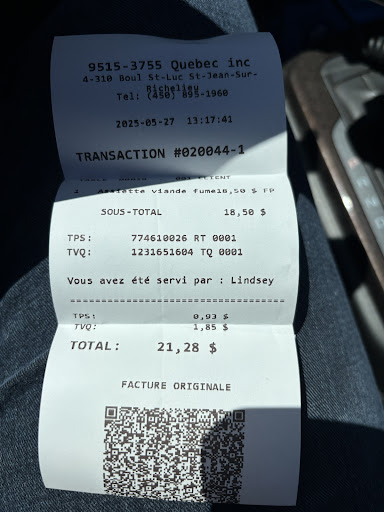 9515-3755 Quebec inc
4-310 Boul St-Luc St-Jean-Sur-
Richelieu
Tel: (450) 895-1960
2025-05-27 13:17:41
TRANSACTION #020044-1
CLIENT
1 Assiette viande fume18,50 $ FP
SOUS-TOTAL 18,50 $
TPS: 774610026 RT 0001
TVQ: 1231651604 TQ 0001
Vous avez été servi par : Lindsey
TPS: 0,93 $
TVQ: 1,85 $
TOTAL: 21,28 $
FACTURE ORIGINALE